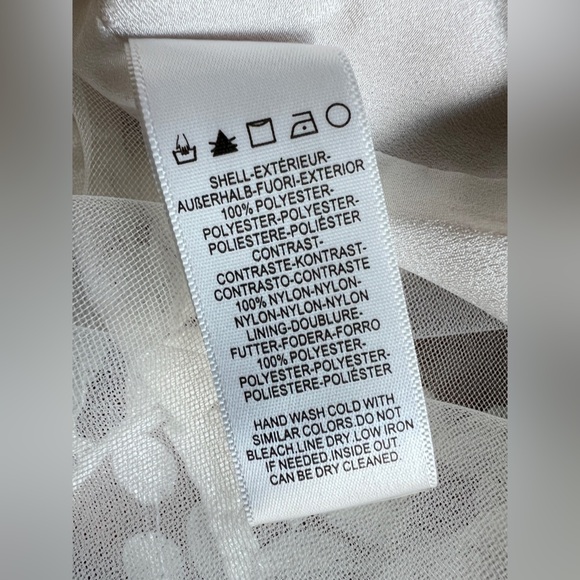 SHELL-EXTÉRIEUR-
AUßERHALB-FUORI-EXTERIOR
100% POLYESTER-
POLYESTER-POLYESTER-
POLIESTERE-POLIÉSTER
CONTRAST-
CONTRASTE-KONTRAST-
CONTRASTO-CONTRASTE
100% NYLON-NYLON-
NYLON-NYLON-NYLON
LINING-DOUBLURE-
FUTTER-FODERA-FORRO
100% POLYESTER-
POLYESTER-POLYESTER-
POLIESTERE-POLIÉSTER
HAND WASH COLD WITH
SIMILAR COLORS.DO NOT
BLEACH.LINE DRY.LOW IRON
IF NEEDED.INSIDE OUT
CAN BE DRY CLEANED.